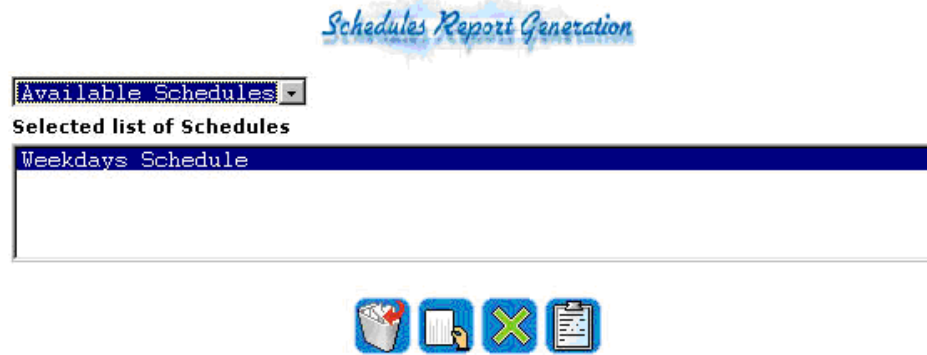 Schedules Report Generation
Available Schedules
Selected list of Schedules
Weekdays Schedule